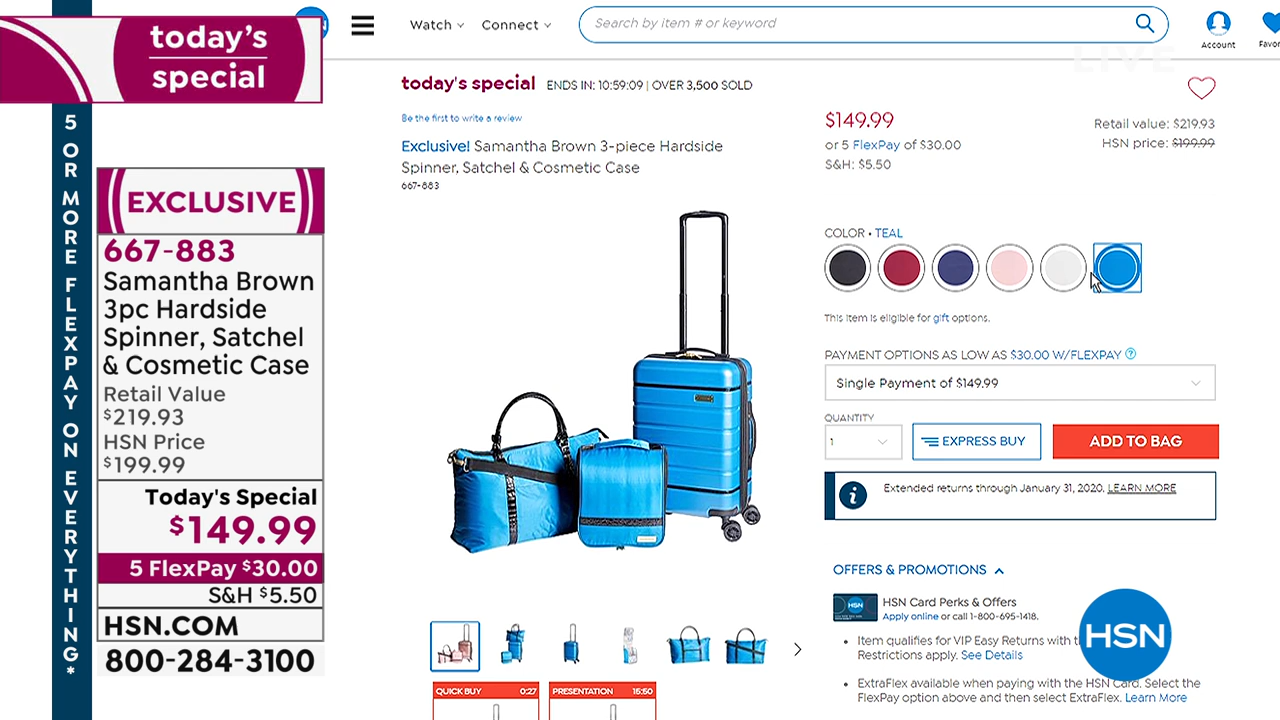 today's
special
5 OR MORE FLEXPAY ON EVERYTHING*
EXCLUSIVE
667-883
Samantha Brown
3pc Hardside
Spinner, Satchel
& Cosmetic Case
Retail Value
$219.93
HSN Price
$199.99
Today's Special
$149.99
5 FlexPay $30.00
S&H $5.50
HSN.COM
800-284-3100
Watch
Connect
Search by item # or keyword
Account
Favor
LIVE
today's special ENDS IN: 10:59:09 | OVER 3,500 SOLD
Be the first to write a review
Exclusive! Samantha Brown 3-piece Hardside
Spinner, Satchel & Cosmetic Case
667-883
$149.99
or 5 FlexPay of $30.00
S&H: $5.50
Retail value: $219.93
HSN price: $199.99
COLOR • TEAL
This item is eligible for gift options.
PAYMENT OPTIONS AS LOW AS $30.00 W/FLEXPAY ?
Single Payment of $149.99
QUANTITY
1
EXPRESS BUY
ADD TO BAG
i
Extended returns through January 31, 2020. LEARN MORE
OFFERS & PROMOTIONS
HSN
HSN Card Perks & Offers
Apply online or call 1-800-695-1418.
• Item qualifies for VIP Easy Returns with
Restrictions apply. See Details
• ExtraFlex available when paying with the HSN Card. Select the
FlexPay option above and then select ExtraFlex. Learn More
HSN
QUICK BUY 0:27
PRESENTATION 15:50